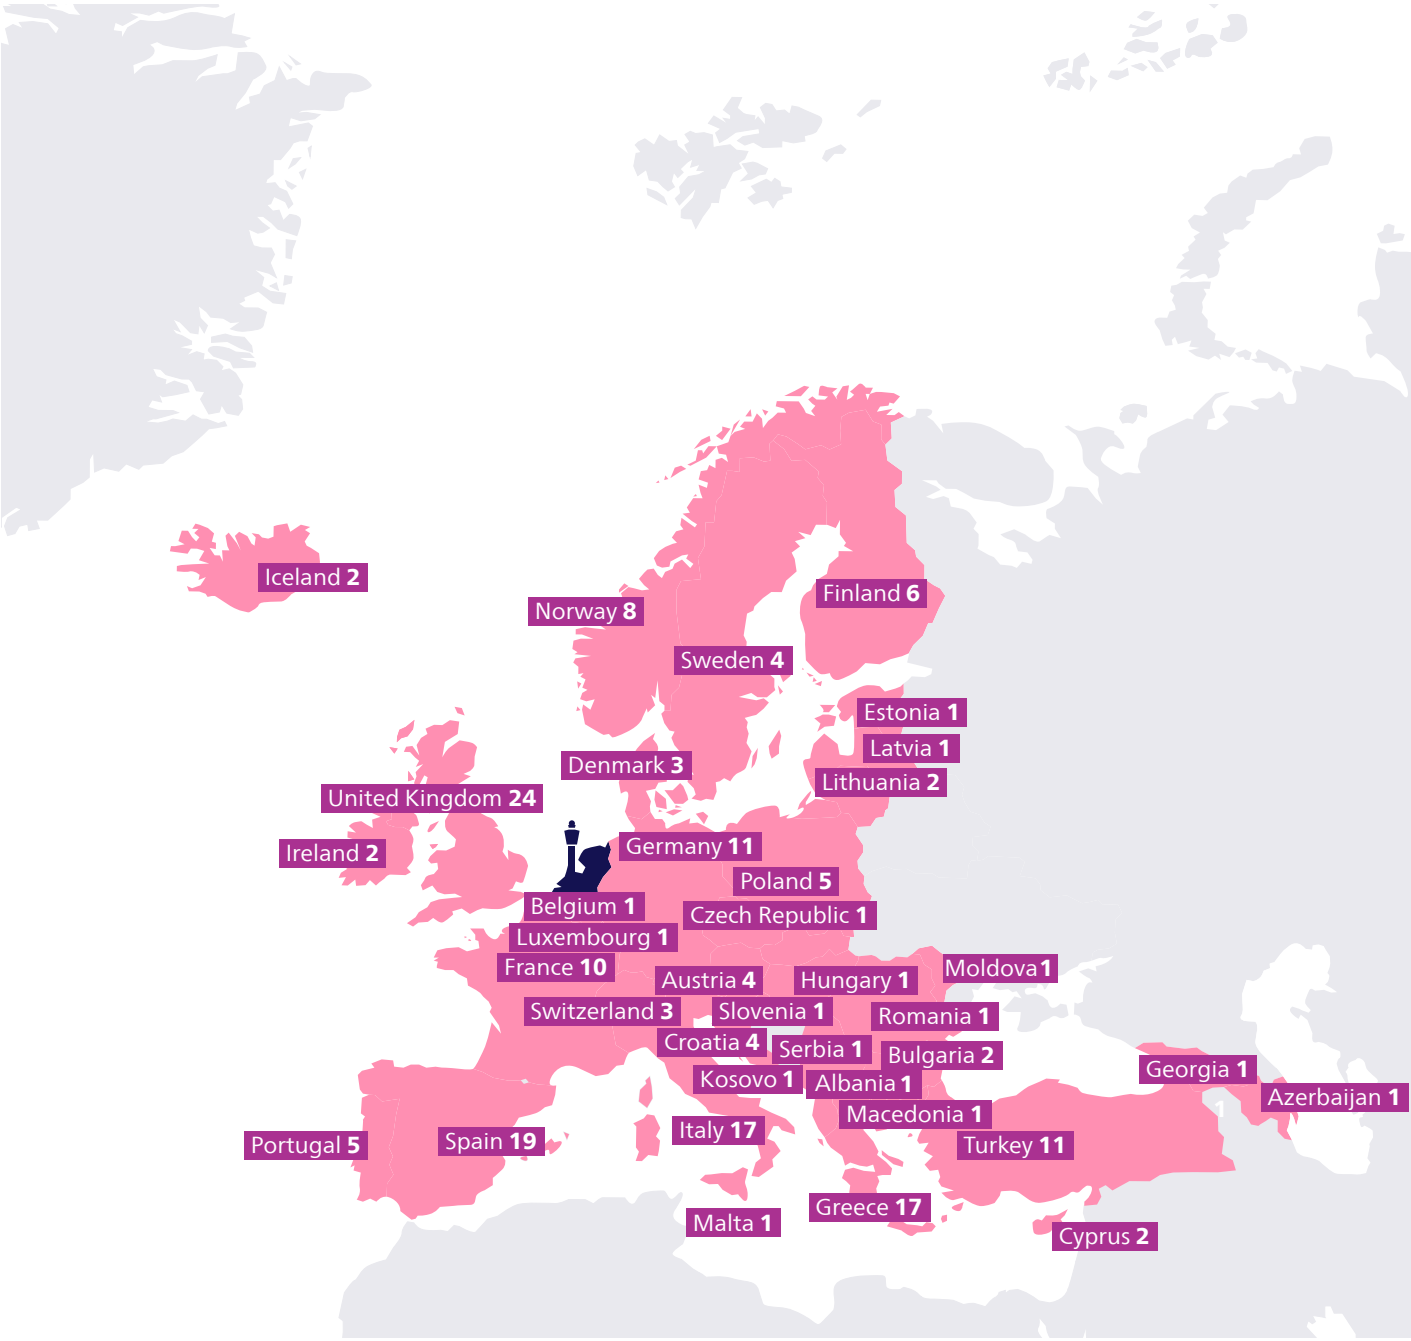 Iceland 2
Finland 6
Norway 8
Sweden 4
Estonia 1
Latvia 1
Denmark 3
Lithuania 2
United Kingdom 24
Germany 11
Ireland 2
Poland 5
Belgium 1
Czech Republic 1
Luxembourg 1
France 10
Moldova 1
Austria 4
Hungary 1
Switzerland 3
Slovenia 1
Romania 1
Croatia 4
Serbia 1
Bulgaria 2
Georgia 1
Kosovo 1
Albania 1
Azerbaijan 1
1
Macedonia 1
Italy 17
Spain 19
Portugal 5
Turkey 11
Greece 17
Malta 1
Cyprus 2